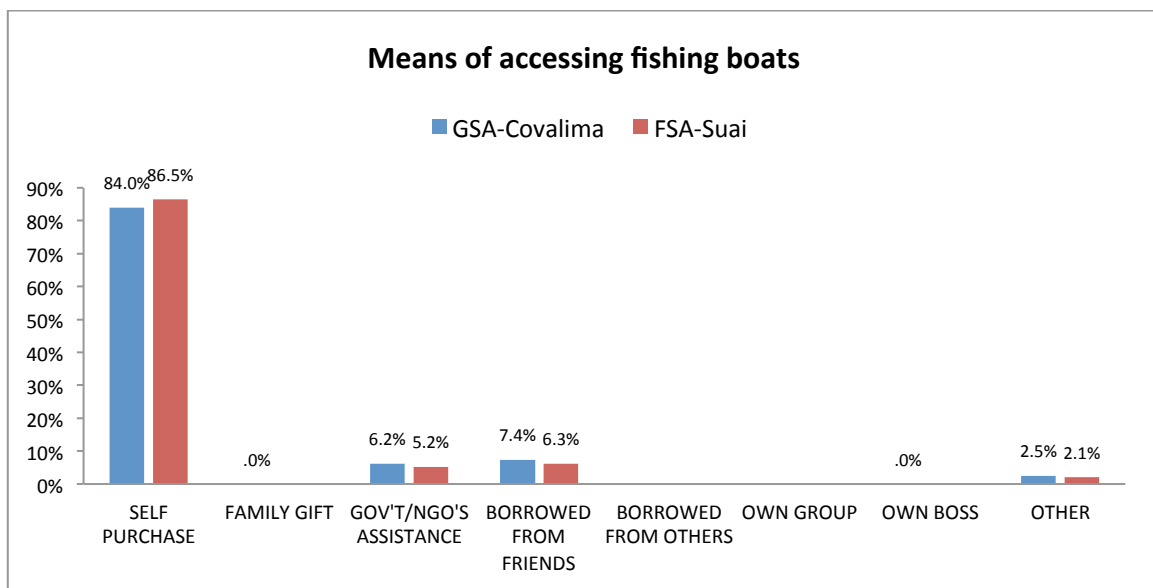 Means of accessing fishing boats
GSA-Covalima FSA-Suai
84.0% 86.5%
.0%
6.2% 5.2%
7.4% 6.3%
.0%
2.5% 2.1%
90%
80%
70%
60%
50%
40%
30%
20%
10%
0%
SELF
PURCHASE
FAMILY GIFT
GOV'T/NGO'S
ASSISTANCE
BORROWED
FROM
FRIENDS
BORROWED
FROM OTHERS
OWN GROUP
OWN BOSS
OTHER